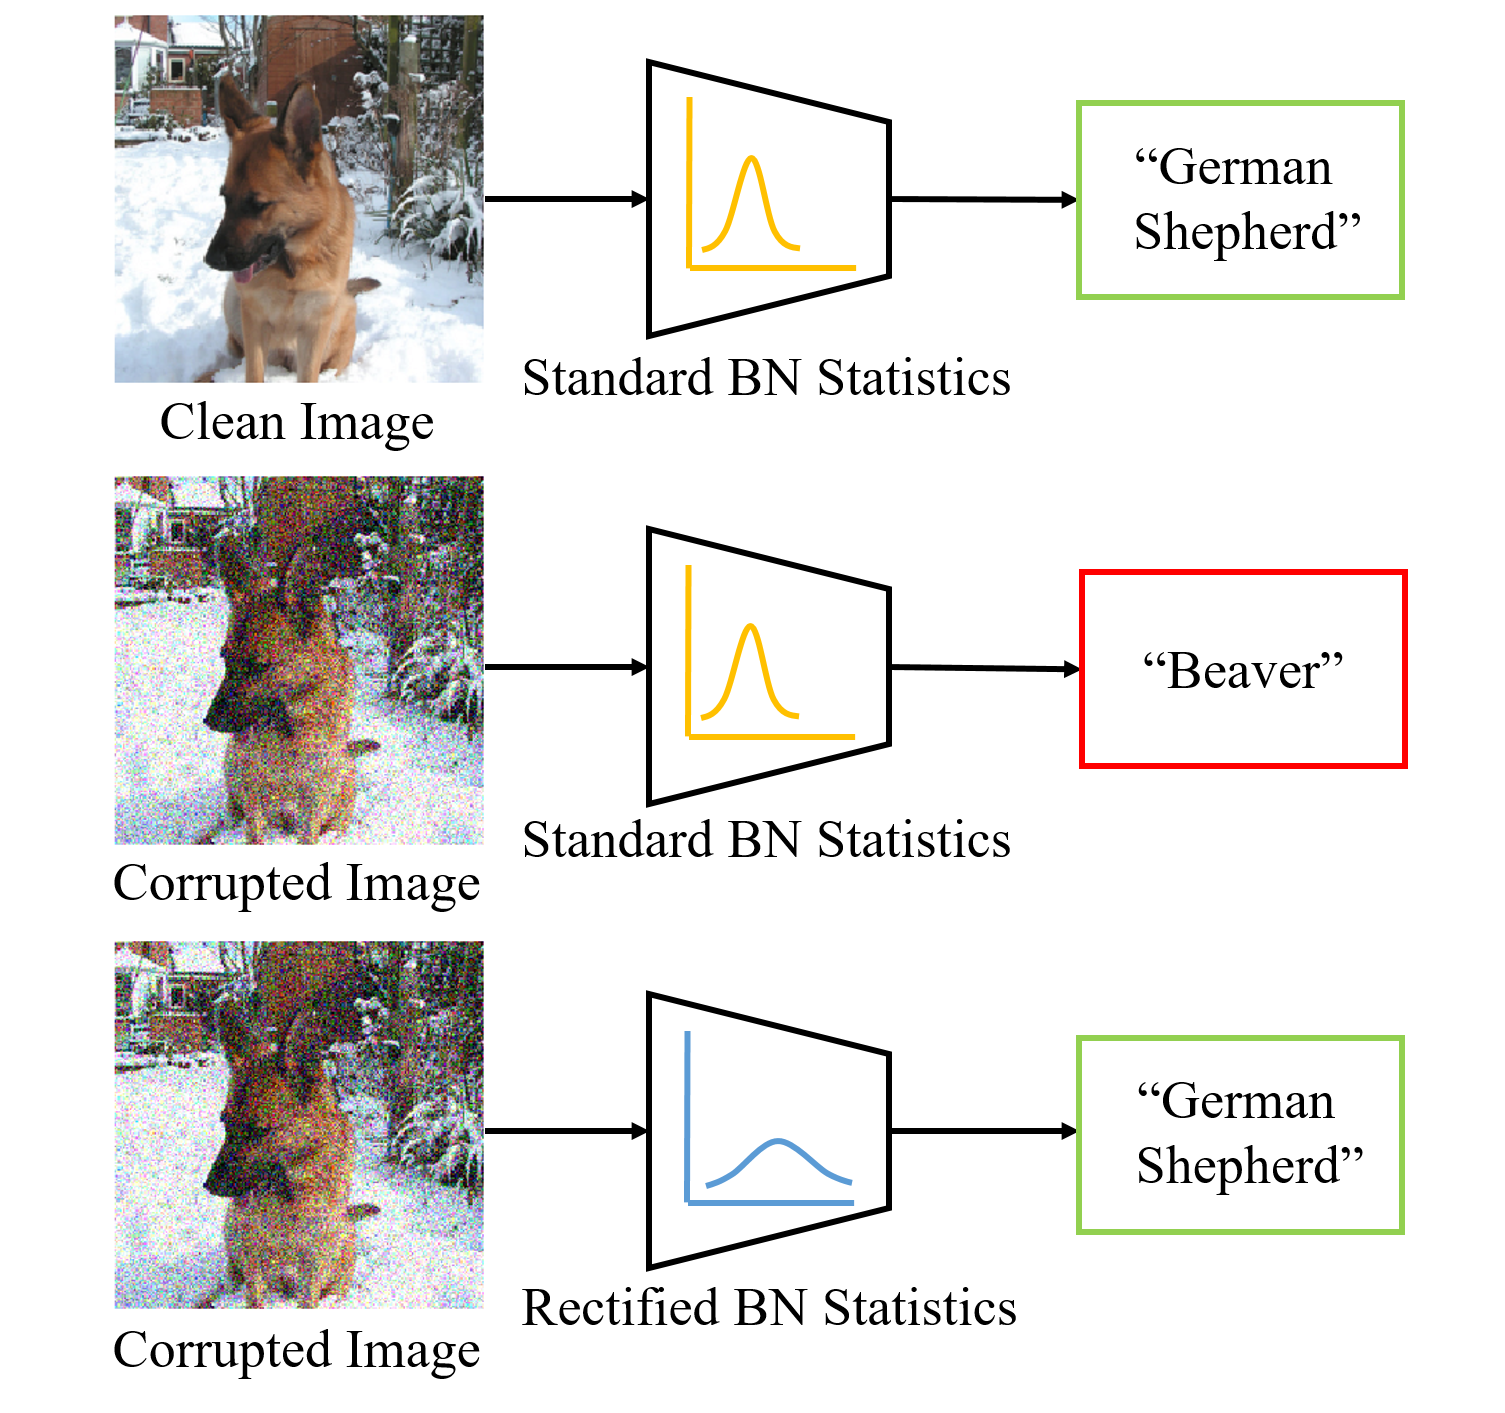 “German
Shepherd”
Standard BN Statistics
Clean Image
“Beaver”
Standard BN Statistics
Corrupted Image
“German
Shepherd”
Rectified BN Statistics
Corrupted Image